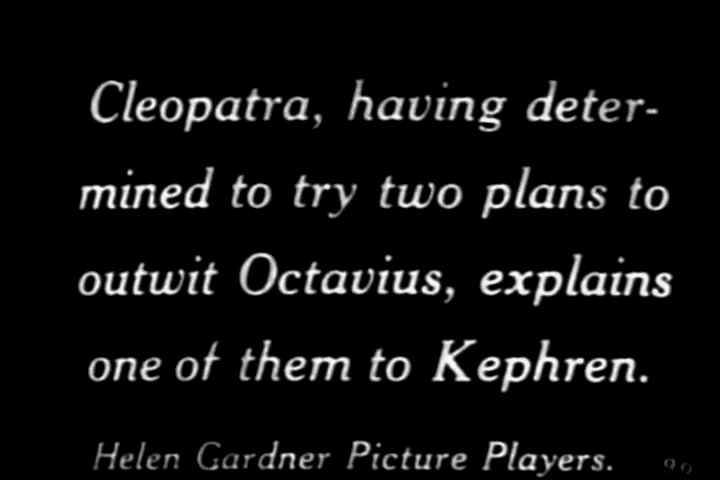 Cleopatra, having deter-
mined to try two plans to
outwit Octavius, explains
one of them to Kephren.
Helen Gardner Picture Players.